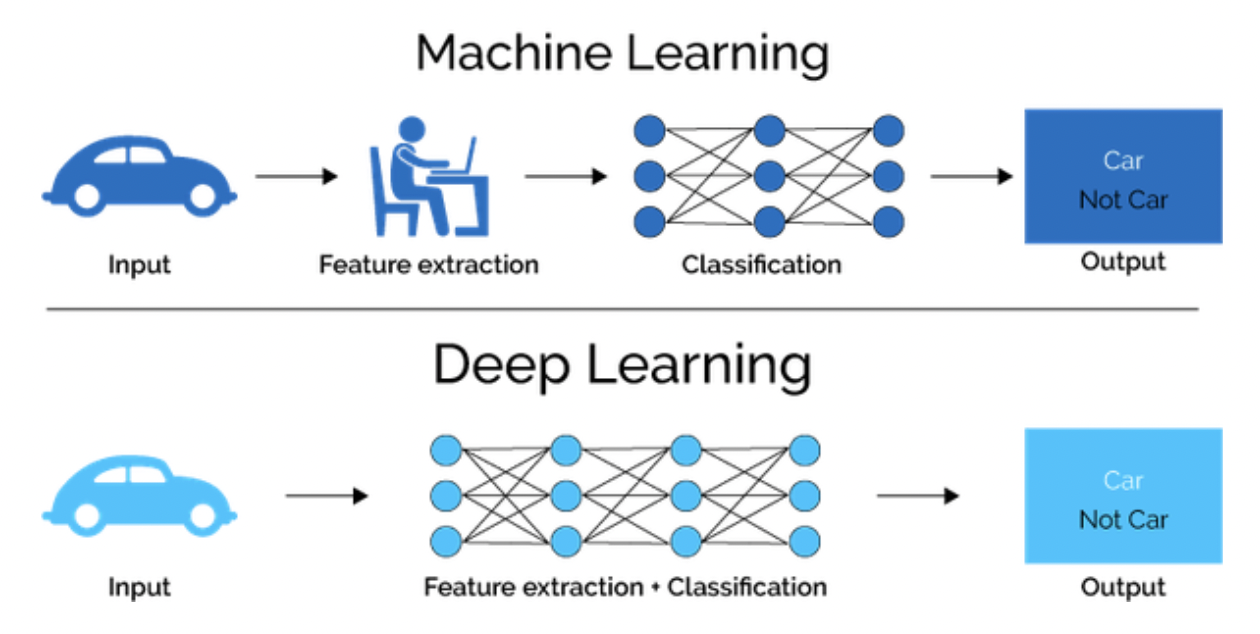 Machine Learning
Car
Not Car
Input
Feature extraction
Classification
Output
Deep Learning
Car
Not Car
Input
Feature extraction + Classification
Output